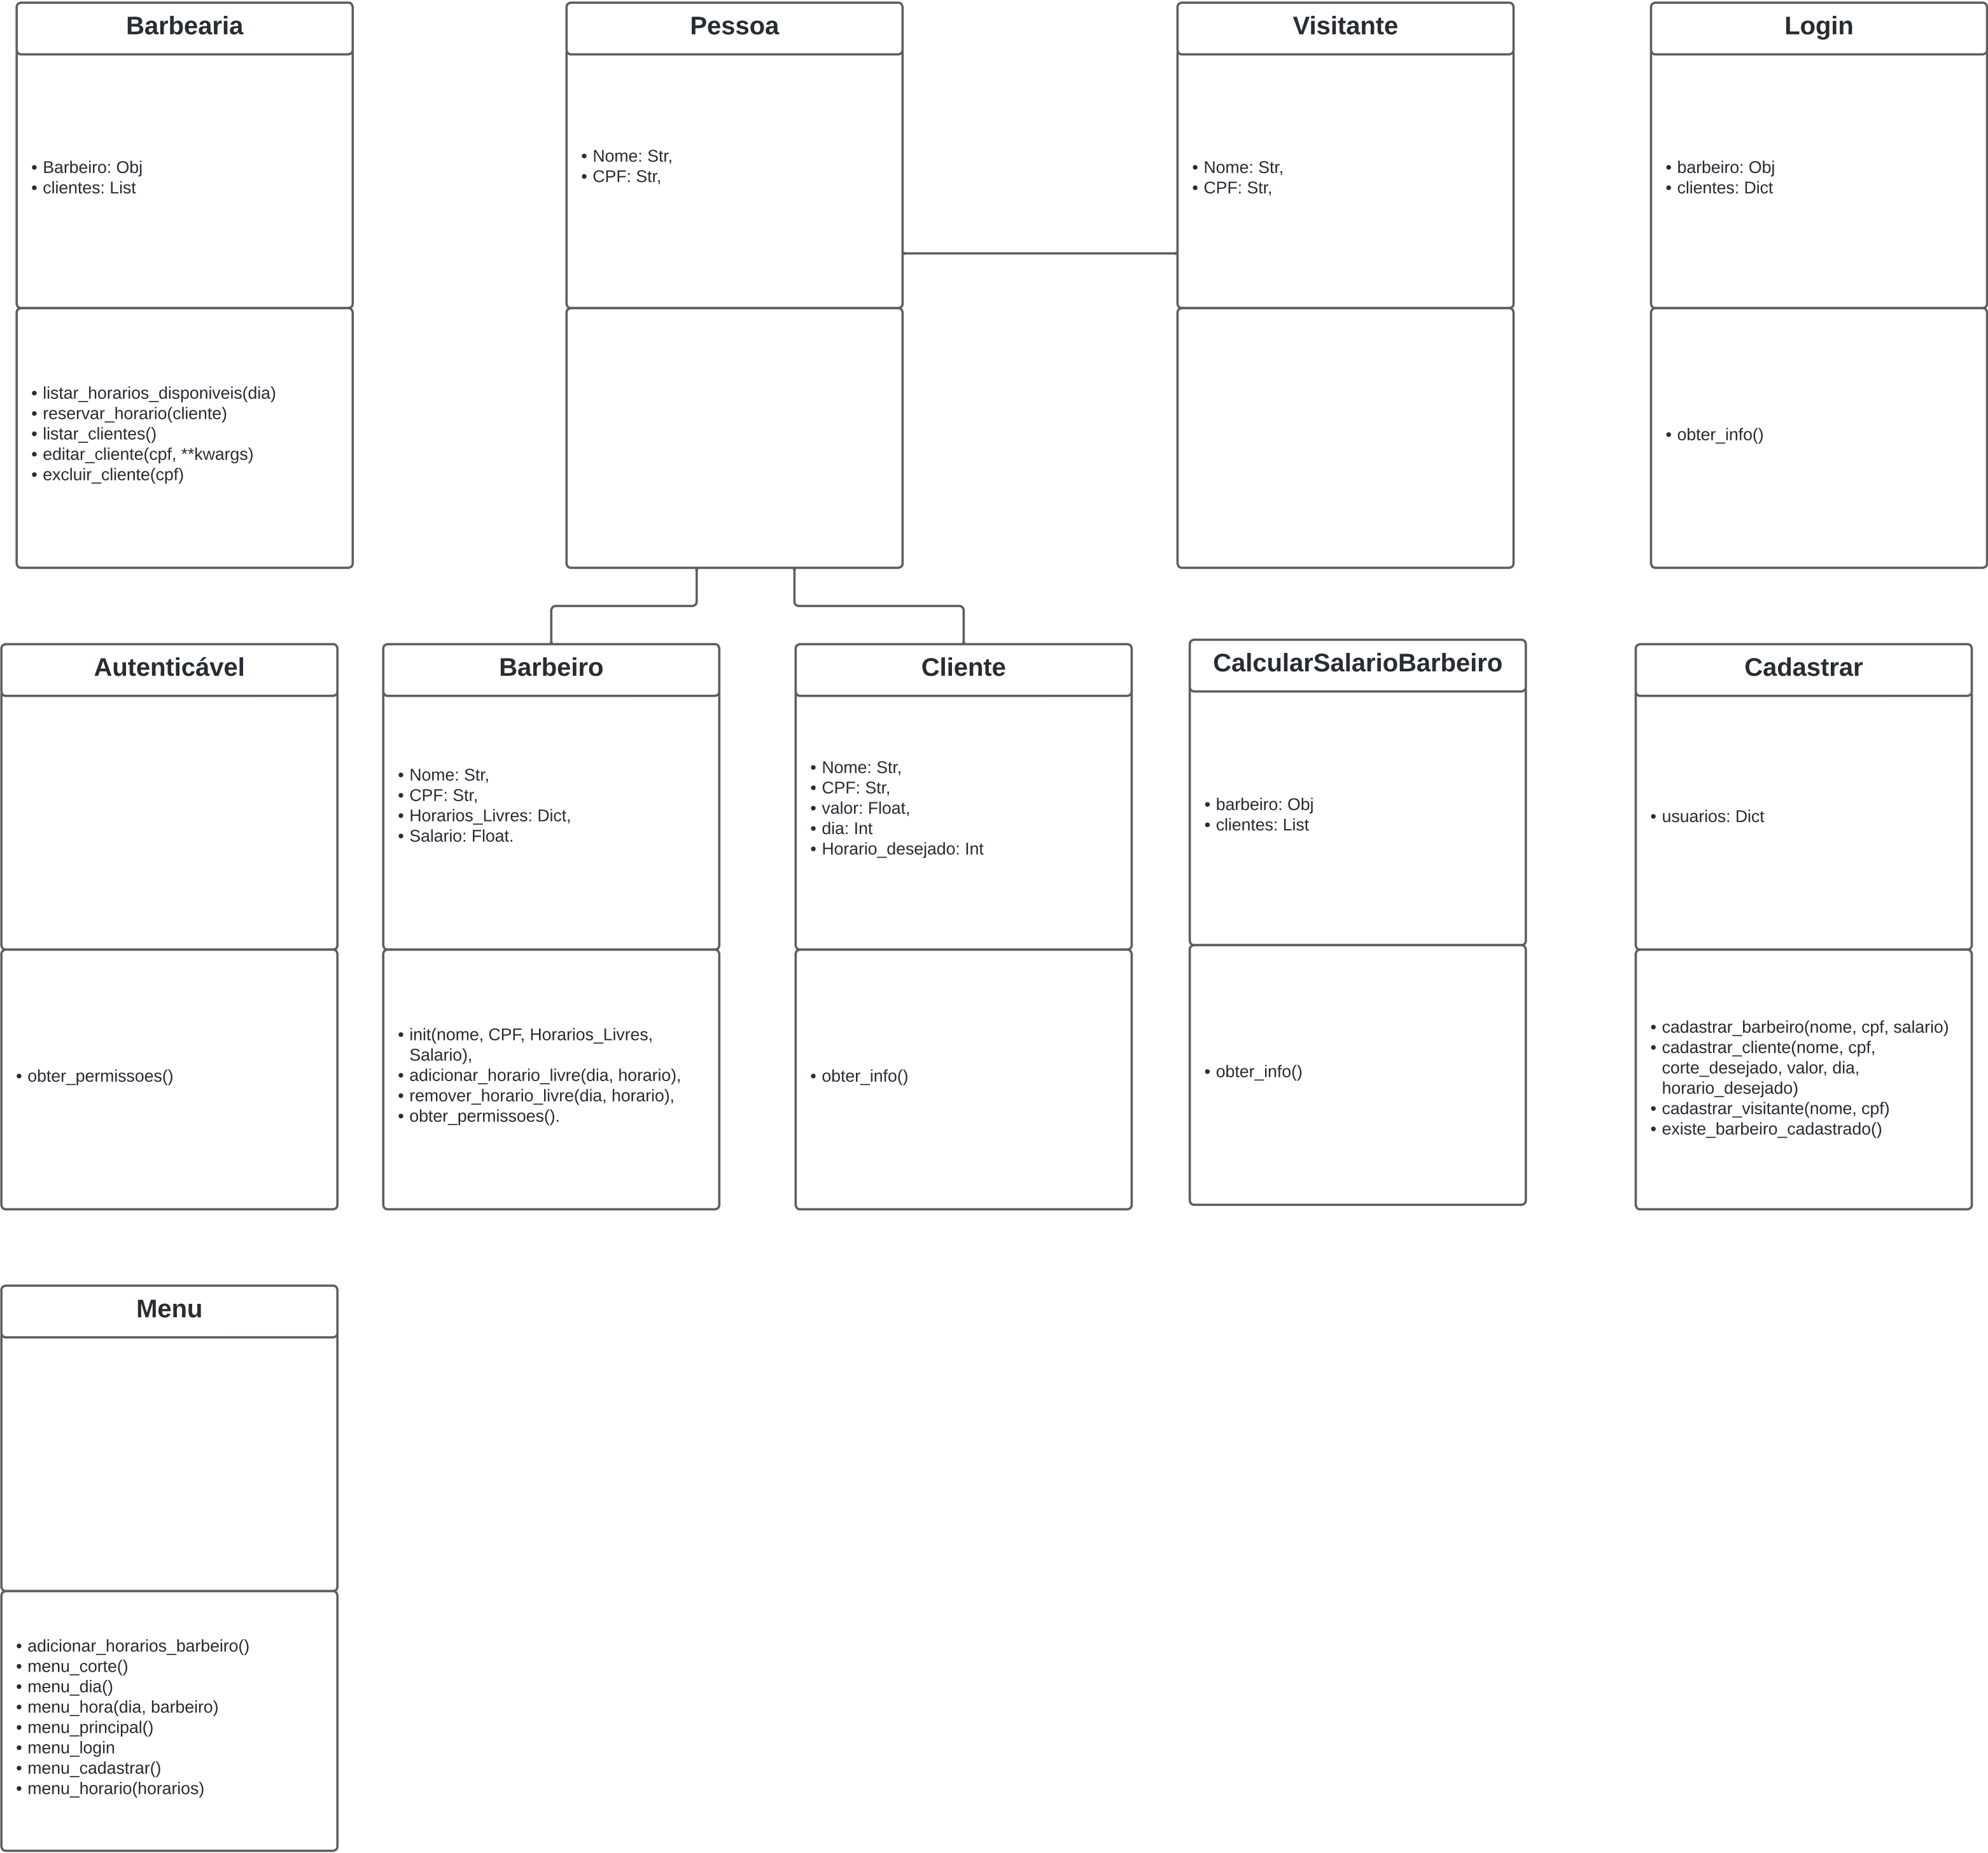 Barbearia
• Barbeiro: Obj
• clientes: List
• listar_horarios_disponiveis(dia)
• reservar_horario(cliente)
• listar_clientes()
• editar_cliente(cpf, **kwargs)
• excluir_cliente(cpf)
Pessoa
• Nome: Str,
• CPF: Str,
Visitante
• Nome: Str,
• CPF: Str,
Login
• barbeiro: Obj
• clientes: Dict
• obter_info()
Autenticável
• obter_permissoes()
Barbeiro
• Nome: Str,
• CPF: Str,
• Horarios_Livres: Dict,
• Salario: Float.
• init(nome, CPF, Horarios_Livres,
Salario),
• adicionar_horario_livre(dia, horario),
• remover_horario_livre(dia, horario),
• obter_permissoes().
Cliente
• Nome: Str,
• CPF: Str,
• valor: Float,
• dia: Int
• Horario_desejado: Int
• obter_info()
CalcularSalarioBarbeiro
• barbeiro: Obj
• clientes: List
• obter_info()
Cadastrar
• usuarios: Dict
• cadastrar_barbeiro(nome, cpf, salario)
• cadastrar_cliente(nome, cpf,
corte_desejado, valor, dia,
horario_desejado)
• cadastrar_visitante(nome, cpf)
• existe_barbeiro_cadastrado()
Menu
• adicionar_horarios_barbeiro()
• menu_corte()
• menu_dia()
• menu_hora(dia, barbeiro)
• menu_principal()
• menu_login
• menu_cadastrar()
• menu_horario(horarios)